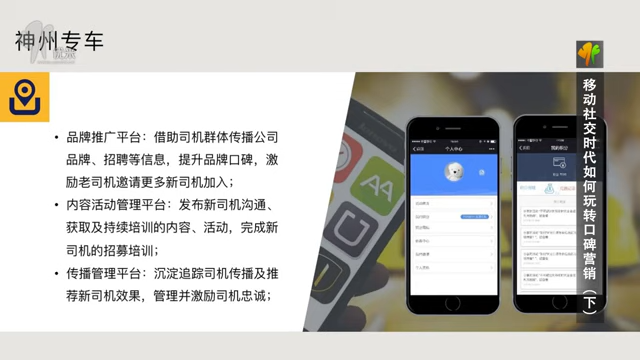 神州专车
• 品牌推广平台：借助司机群体传播公司
品牌、招聘等信息，提升品牌口碑，激
励老司机邀请更多新司机加入；
• 内容活动管理平台：发布新司机沟通、
获取及持续培训的内容、活动，完成新
司机的招募培训；
• 传播管理平台：沉淀追踪司机传播及推
荐新司机效果，管理并激励司机忠诚；
AA
个人中心
我的积分
移动社交时代如何玩转口碑营销（下）